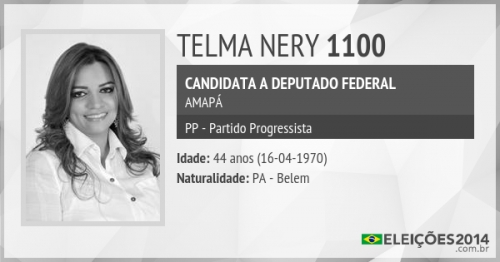 TELMA NERY 1100
CANDIDATA A DEPUTADO FEDERAL
AMAPÁ
PP - Partido Progressista
Idade: 44 anos (16-04-1970)
Naturalidade: PA - Belem
ELEIÇÕES2014
.com.br